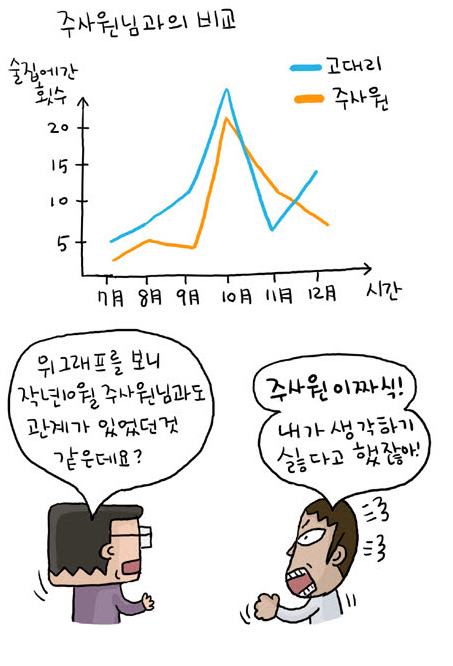 주사원님과의 비교
술집에간
횟수
고대리
주사원
20
15
10
5
7月 8月 9月 10月 11月 12月 시간
위그래프를 보니
작년10월 주사원님과도
관계가 있었던것
같은데요?
주사원 이짜식!
내가 생각하기
싫다고 했잖아!